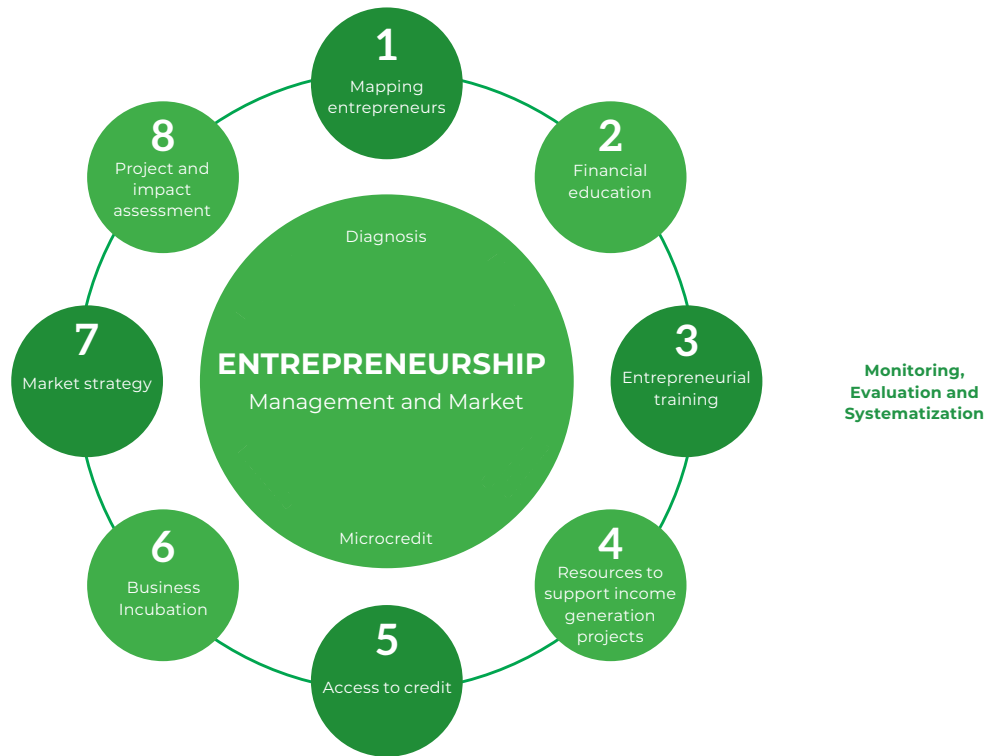 1
Mapping
entrepreneurs
2
Financial
education
3
Entrepreneurial
training
4
Resources to
support income
generation
projects
5
Access to credit
6
Business
Incubation
7
Market strategy
8
Project and
impact
assessment
Diagnosis
ENTREPRENEURSHIP
Management and Market
Microcredit
Monitoring,
Evaluation and
Systematization